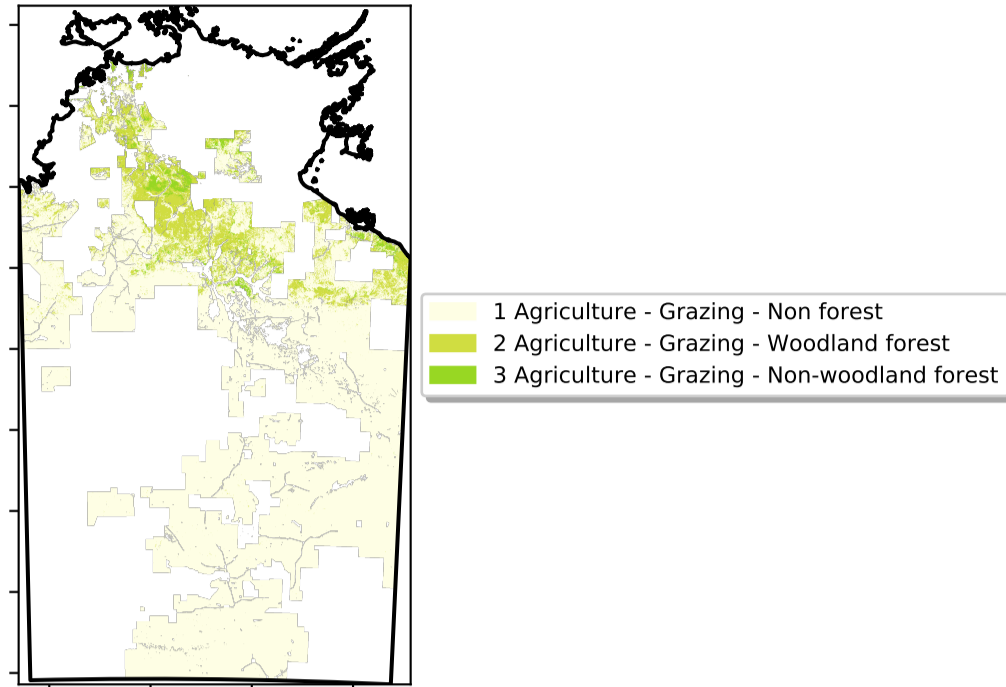 1 Agriculture - Grazing - Non forest
2 Agriculture - Grazing - Woodland forest
3 Agriculture - Grazing - Non-woodland forest